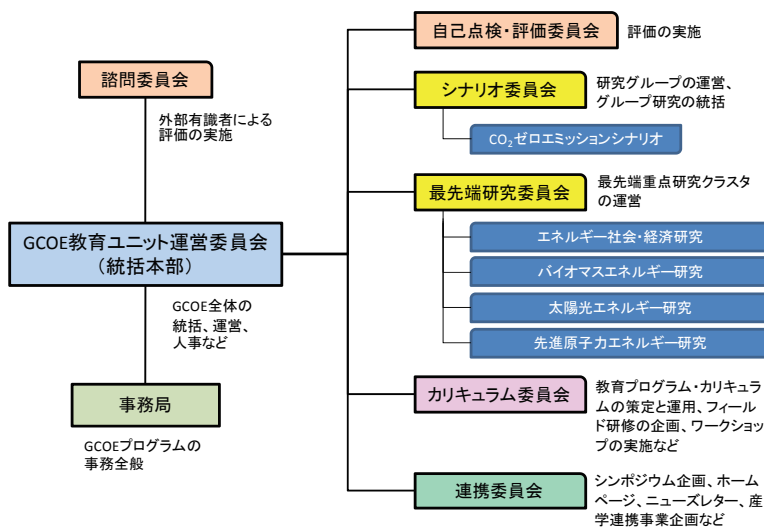 諮問委員会
外部有識者による
評価の実施
GCOE教育ユニット運営委員会
（統括本部）
GCOE全体の
統括、運営、
人事など
事務局
GCOEプログラムの
事務全般
自己点検・評価委員会
評価の実施
シナリオ委員会
研究グループの運営、
グループ研究の統括
CO₂ゼロエミッションシナリオ
最先端研究委員会
最先端重点研究クラスタ
の運営
エネルギー社会・経済研究
バイオマスエネルギー研究
太陽光エネルギー研究
先進原子力エネルギー研究
カリキュラム委員会
教育プログラム・カリキュラ
ムの策定と運用、フィール
ド研修の企画、ワークショッ
プの実施など
連携委員会
シンポジウム企画、ホーム
ページ、ニューズレター、産
学連携事業企画など